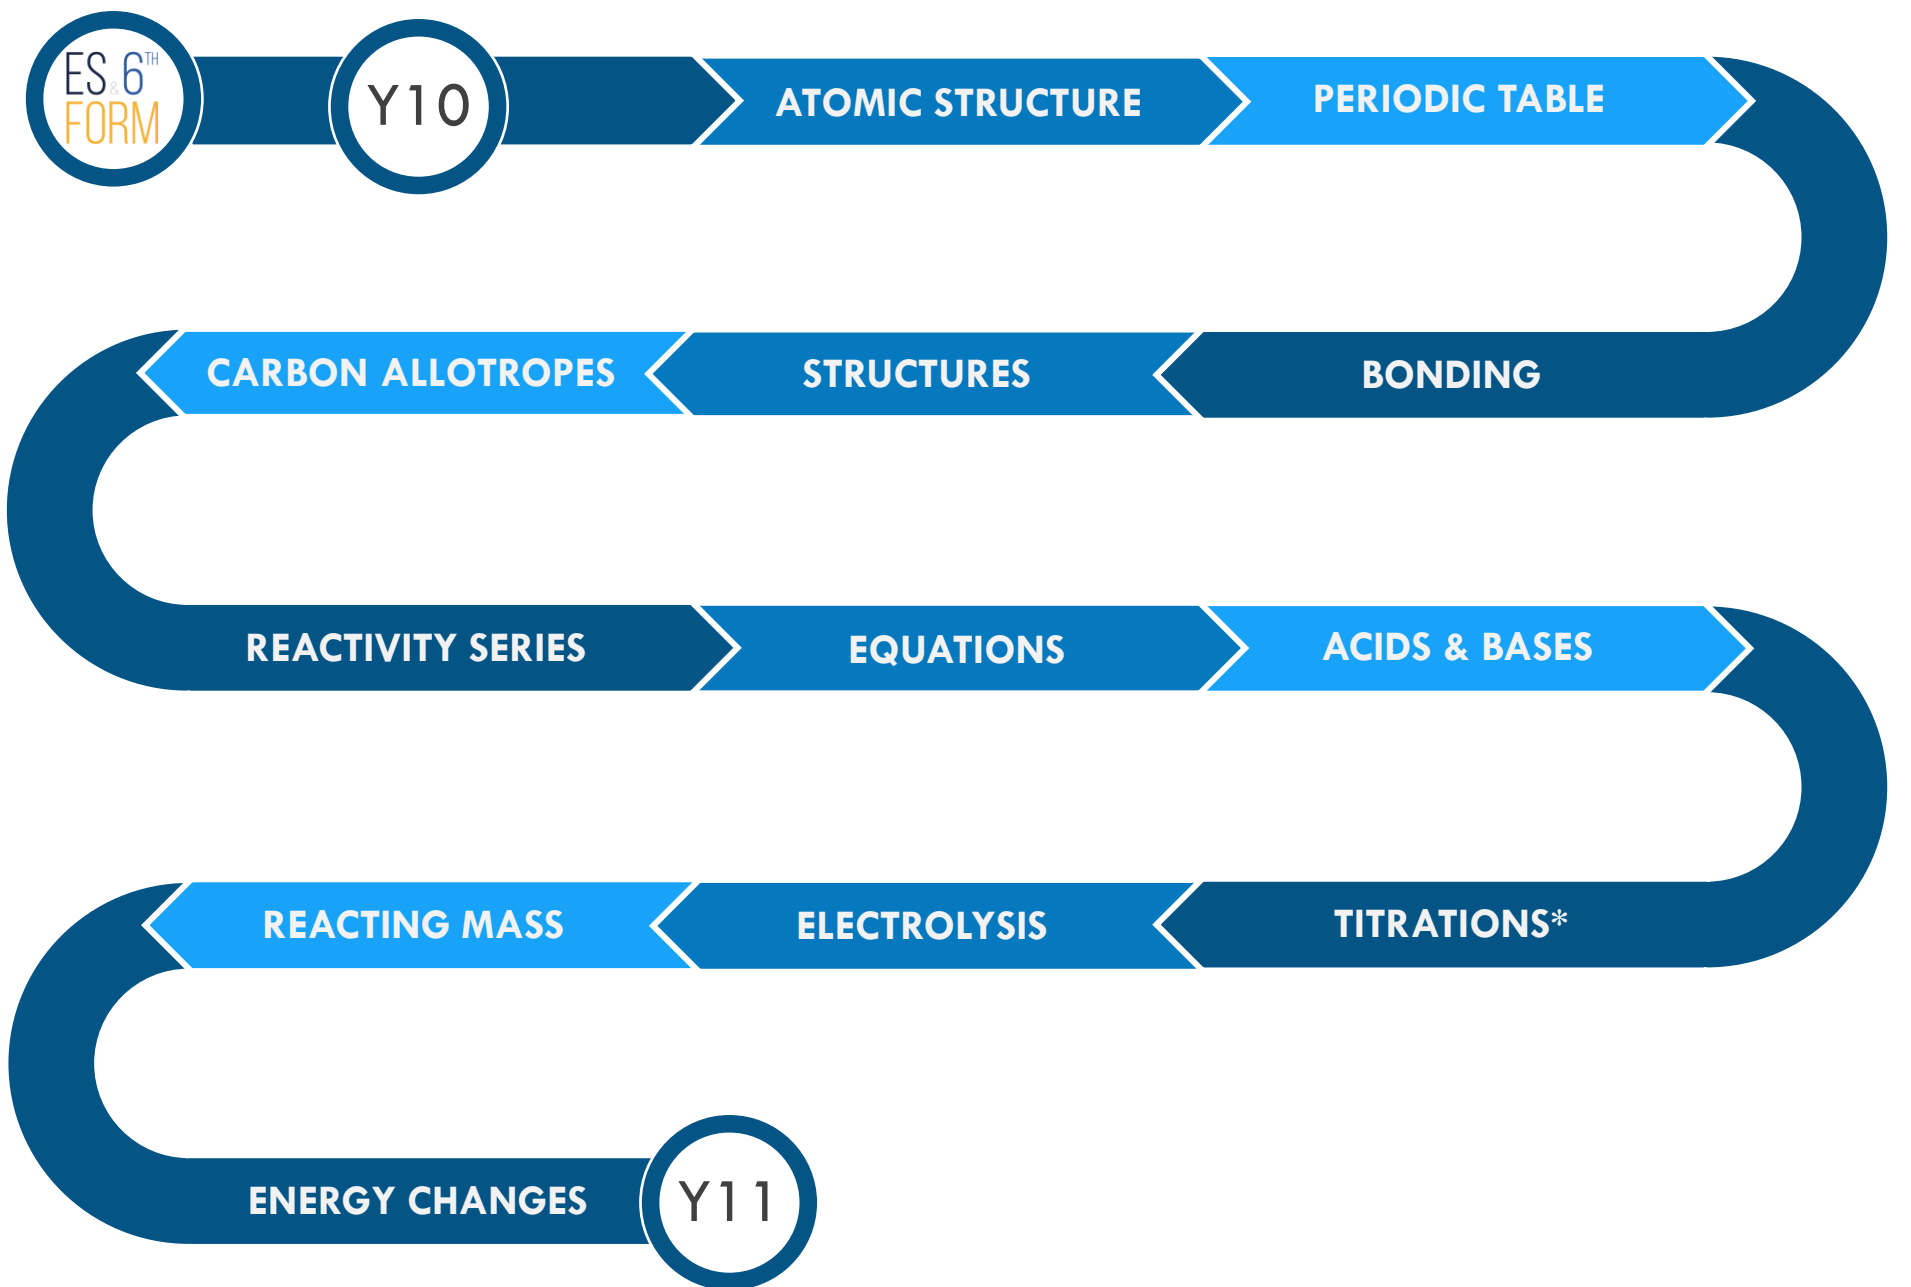 ES & 6TH
FORM
Y10
ATOMIC STRUCTURE
PERIODIC TABLE
BONDING
STRUCTURES
CARBON ALLOTROPES
REACTIVITY SERIES
EQUATIONS
ACIDS & BASES
TITRATIONS*
ELECTROLYSIS
REACTING MASS
ENERGY CHANGES
Y11